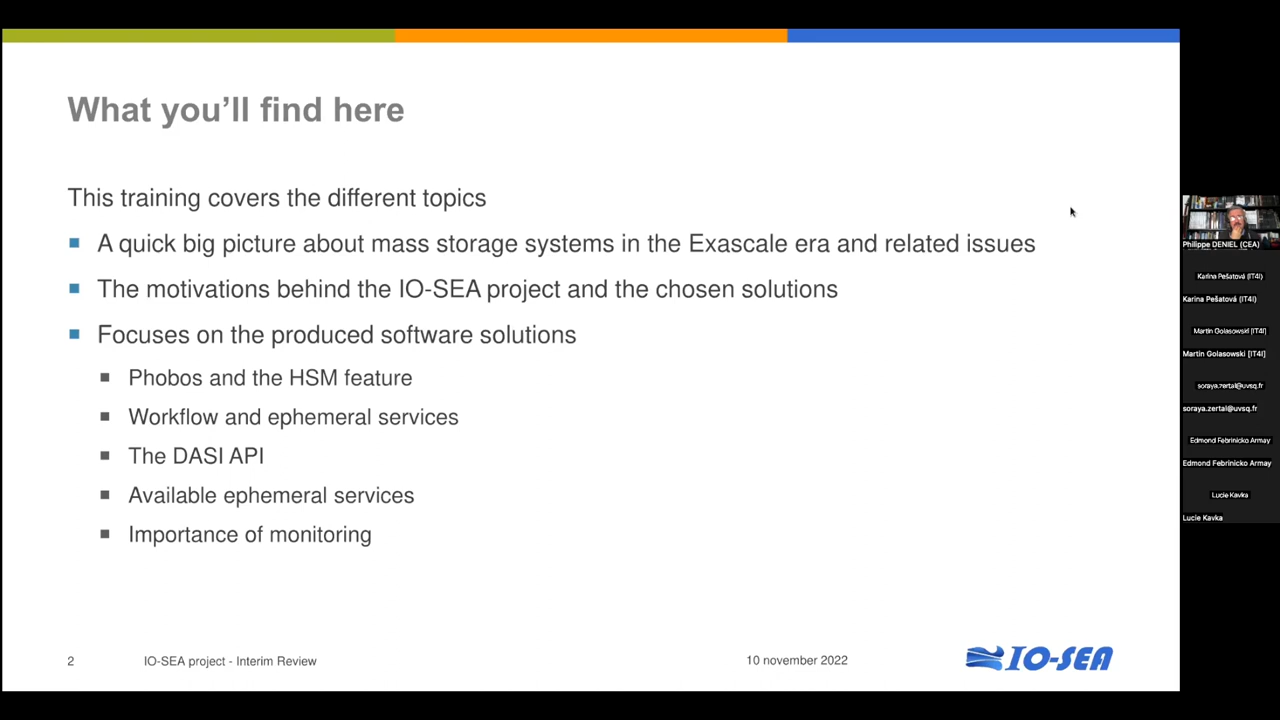 What you'll find here
This training covers the different topics
A quick big picture about mass storage systems in the Exascale era and related issues
The motivations behind the IO-SEA project and the chosen solutions
Focuses on the produced software solutions
Phobos and the HSM feature
Workflow and ephemeral services
The DASI API
Available ephemeral services
Importance of monitoring
2
IO-SEA project - Interim Review
10 november 2022
IO-SEA
Philippe DENIEL (CEA)
Karina Pešatová (IT4I)
Karina Pešatová (IT4I)
Martin Golasowski [IT4I]
Martin Golasowski [IT4I]
soraya.zertal@uvsq.fr
soraya.zertal@uvsq.fr
Edmond Febrinicko Armay
Edmond Febrinicko Armay
Lucie Kavka
Lucie Kavka